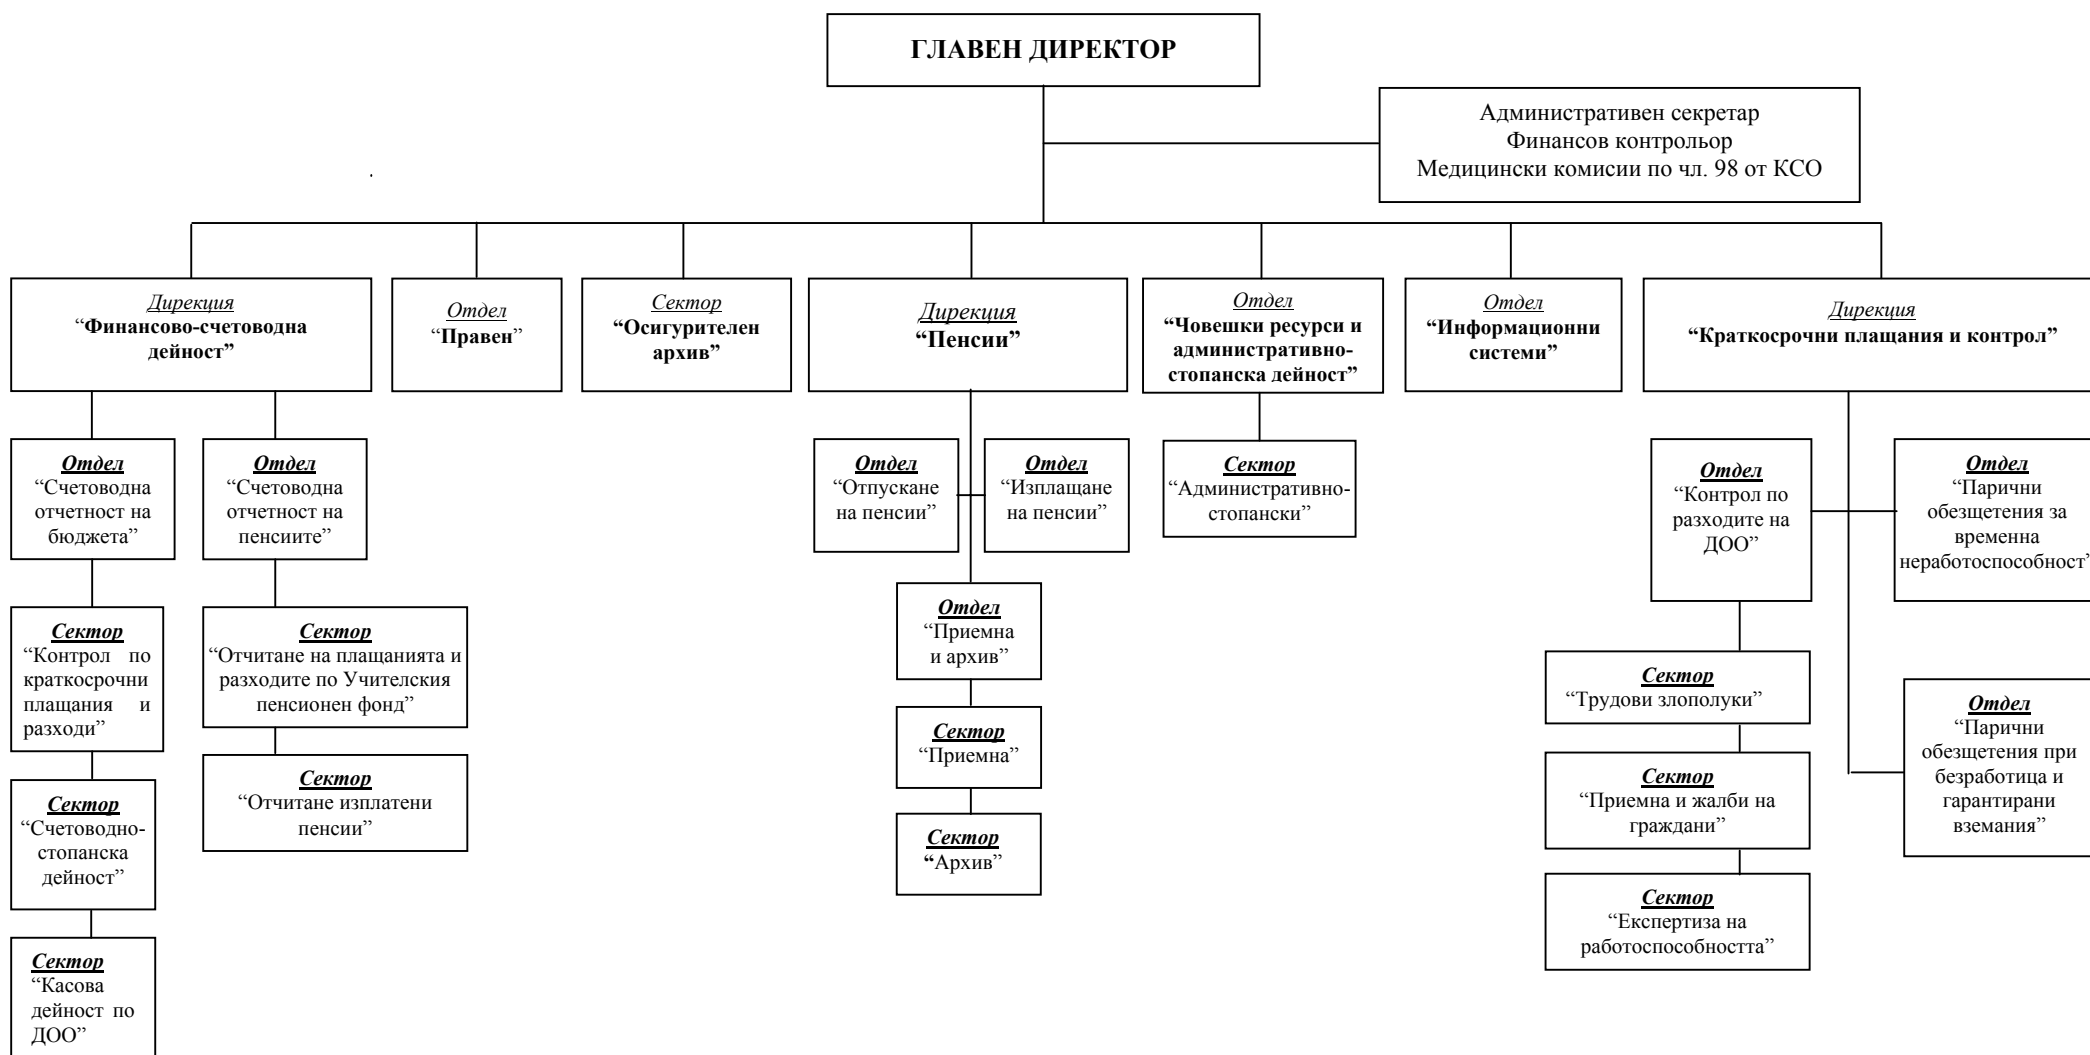 ГЛАВЕН ДИРЕКТОР
Административен секретар
Финансов контрольор
Медицински комисии по чл. 98 от КСО
Дирекция
“Финансово-счетоводна
дейност”
Отдел
“Правен”
Сектор
“Осигурителен
архив”
Дирекция
“Пенсии”
Отдел
“Човешки ресурси и
административно-
стопанска дейност”
Отдел
“Информационни
системи”
Дирекция
“Краткосрочни плащания и контрол”
Отдел
“Счетоводна
отчетност на
бюджета”
Отдел
“Счетоводна
отчетност на
пенсиите”
Отдел
“Отпускане
на пенсии”
Отдел
“Изплащане
на пенсии”
Сектор
“Административно-
стопански”
Отдел
“Контрол по
разходите на
ДОО”
Отдел
“Парични
обезщетения за
временна
неработоспособност”
Сектор
“Контрол по
краткосрочни
плащания и
разходи”
Сектор
“Отчитане на плащанията и
разходите по Учителския
пенсионен фонд”
Отдел
“Приемна
и архив”
Сектор
“Трудови злополуки”
Отдел
“Парични
обезщетения при
безработица и
гарантирани
вземания”
Сектор
“Счетоводно-
стопанска
дейност”
Сектор
“Отчитане изплатени
пенсии”
Сектор
“Приемна”
Сектор
“Приемна и жалби на
граждани”
Сектор
“Архив”
Сектор
“Експертиза на
работоспособността”
Сектор
“Касова
дейност по
ДОО”